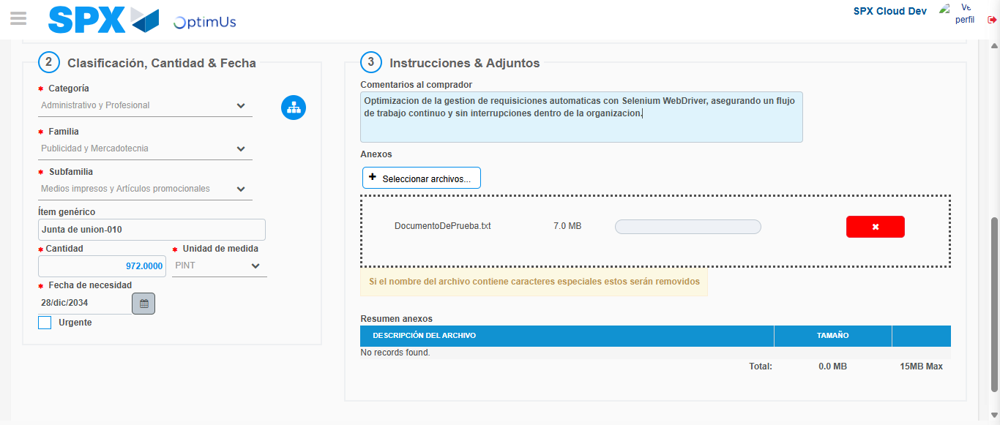 SPX
OptimUs
SPX Cloud Dev
Ve
perfil
2
Clasificación, Cantidad & Fecha
* Categoría
Administrativo y Profesional
* Familia
Publicidad y Mercadotecnia
* Subfamilia
Medios impresos y Artículos promocionales
Ítem genérico
Junta de union-010
* Cantidad
* Unidad de medida
972.0000
PINT
* Fecha de necesidad
28/dic/2034
Urgente
3
Instrucciones & Adjuntos
Comentarios al comprador
Optimizacion de la gestion de requisiciones automaticas con Selenium WebDriver, asegurando un flujo
de trabajo continuo y sin interrupciones dentro de la organizacion.
Anexos
Seleccionar archivos...
DocumentoDePrueba.txt 7.0 MB
Si el nombre del archivo contiene caracteres especiales estos serán removidos
Resumen anexos
DESCRIPCIÓN DEL ARCHIVO TAMAÑO
No records found.
Total: 0.0 MB 15MB Max